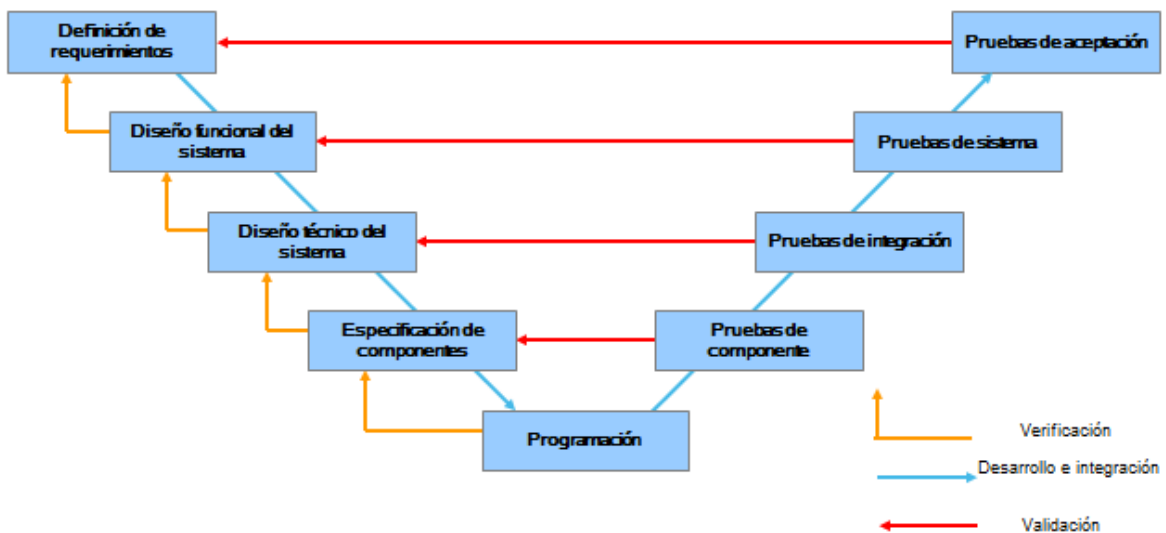 Definición de
requerimientos
Pruebas de aceptación
Diseño funcional del
sistema
Pruebas de sistema
Diseño técnico del
sistema
Pruebas de integración
Especificación de
componentes
Pruebas de
componente
Programación
Verificación
Desarrollo e integración
Validación